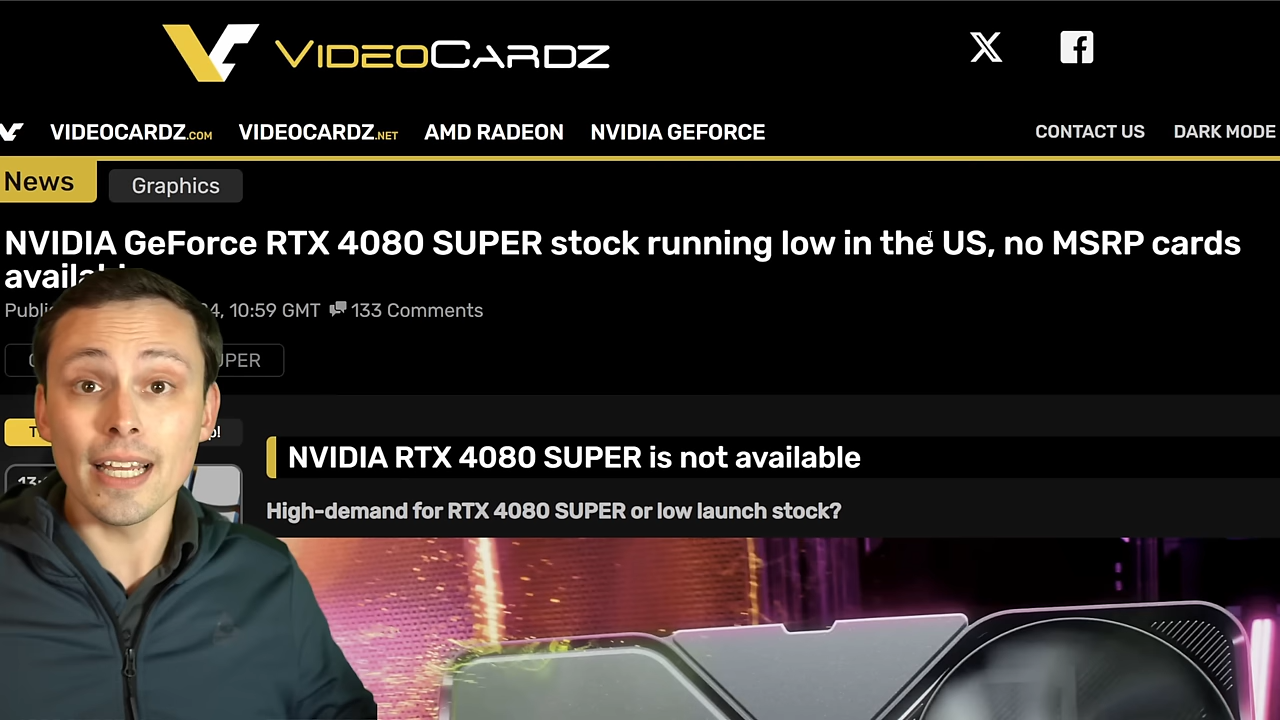 VIDEOCARDZ
VIDEOCARDZ.COM VIDEOCARDZ.NET AMD RADEON NVIDIA GEFORCE CONTACT US DARK MODE
News Graphics
NVIDIA GeForce RTX 4080 SUPER stock running low in the US, no MSRP cards
10:59 GMT 133 Comments
NVIDIA RTX 4080 SUPER is not available
High-demand for RTX 4080 SUPER or low launch stock?